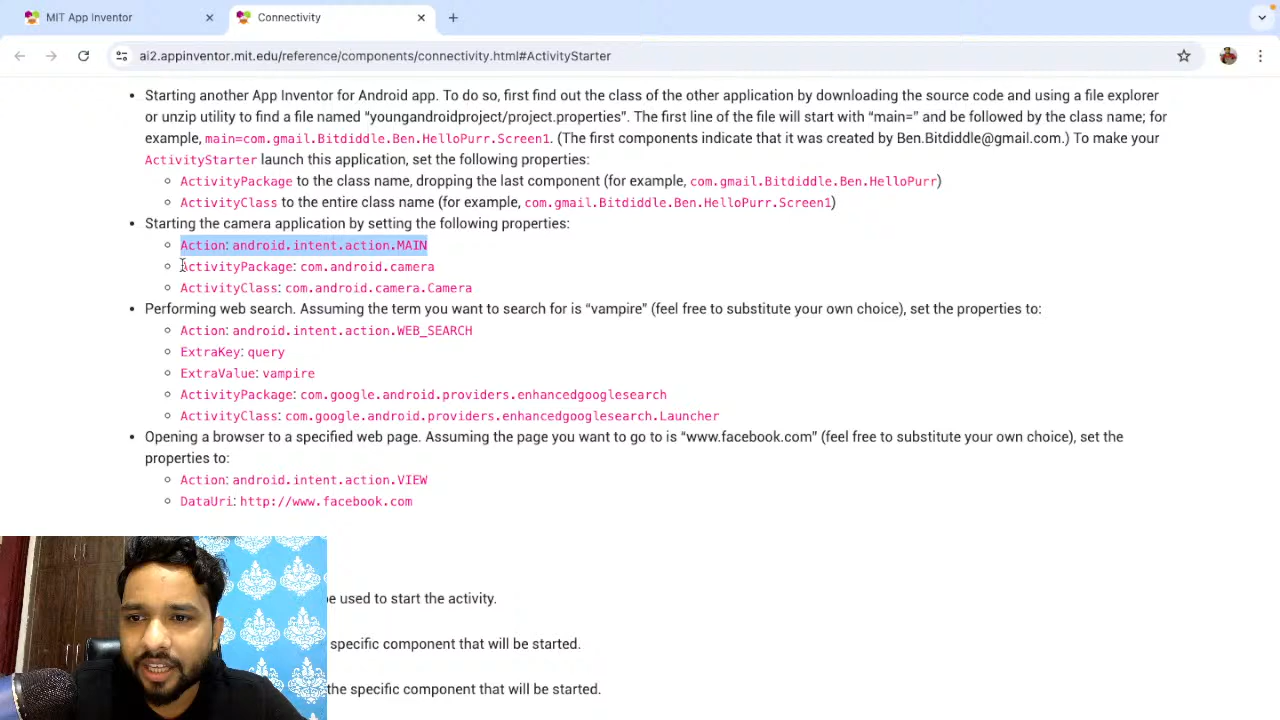 MIT App Inventor
Connectivity
ai2.appinventor.mit.edu/reference/components/connectivity.html#ActivityStarter
Starting another App Inventor for Android app. To do so, first find out the class of the other application by downloading the source code and using a file explorer
or unzip utility to find a file named “youngandroidproject/project.properties”. The first line of the file will start with “main=” and be followed by the class name; for
example, main=com.gmail.Bitdiddle.Ben.HelloPurr.Screen1. (The first components indicate that it was created by Ben.Bitdiddle@gmail.com.) To make your
ActivityStarter launch this application, set the following properties:
ActivityPackage to the class name, dropping the last component (for example, com.gmail.Bitdiddle.Ben.HelloPurr)
ActivityClass to the entire class name (for example, com.gmail.Bitdiddle.Ben.HelloPurr.Screen1)
Starting the camera application by setting the following properties:
Action: android.intent.action.MAIN
ActivityPackage: com.android.camera
ActivityClass: com.android.camera.Camera
Performing web search. Assuming the term you want to search for is “vampire” (feel free to substitute your own choice), set the properties to:
Action: android.intent.action.WEB_SEARCH
ExtraKey: query
ExtraValue: vampire
ActivityPackage: com.google.android.providers.enhancedgooglesearch
ActivityClass: com.google.android.providers.enhancedgooglesearch.Launcher
Opening a browser to a specified web page. Assuming the page you want to go to is “www.facebook.com” (feel free to substitute your own choice), set the
properties to:
Action: android.intent.action.VIEW
DataUri: http://www.facebook.com
used to start the activity.
specific component that will be started.
the specific component that will be started.